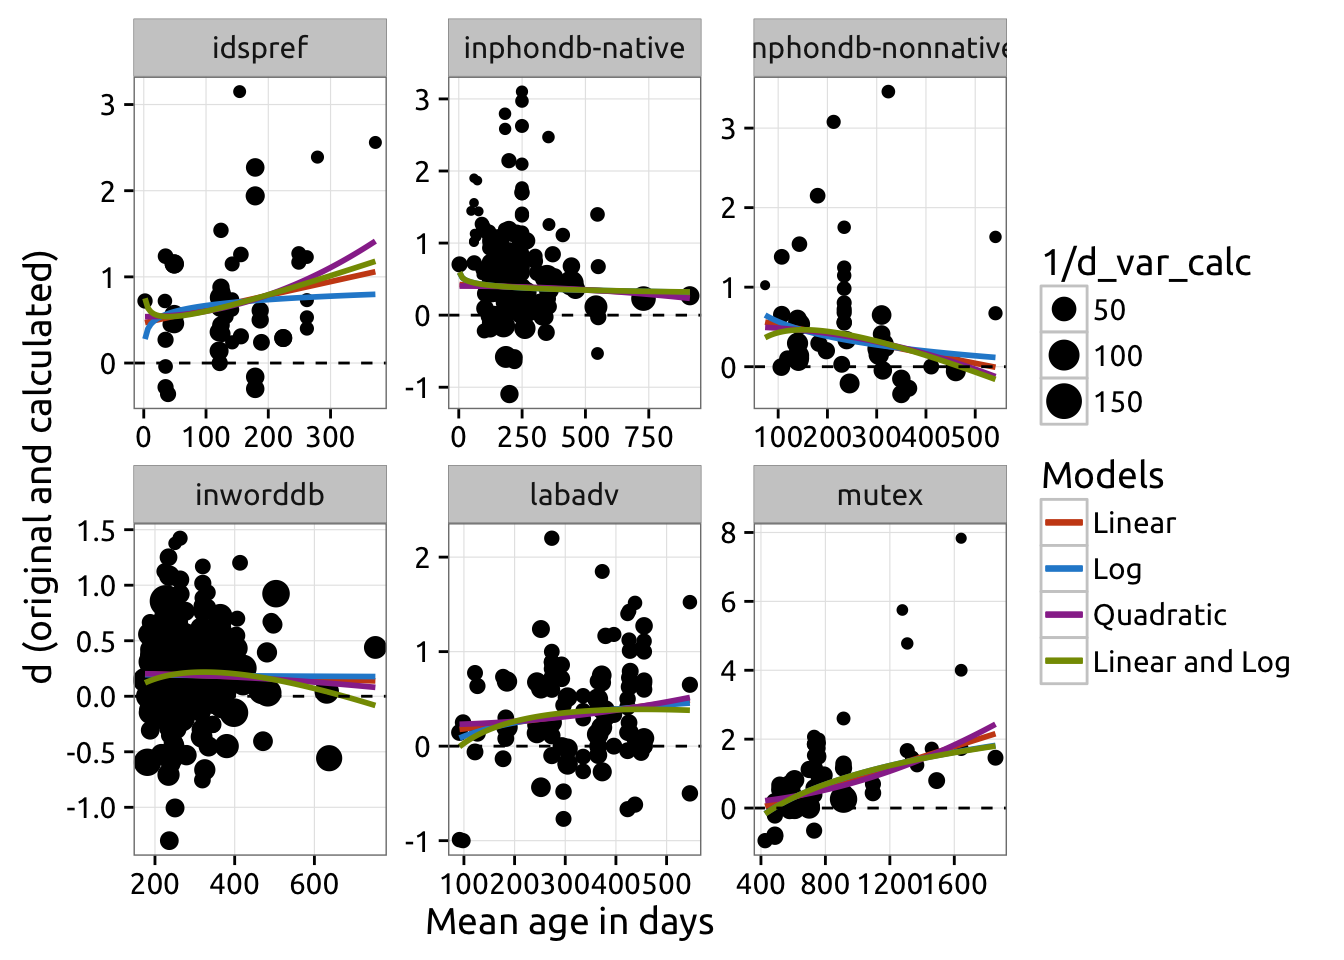 idspref
inphondb-native
nphondb-nonnative
3
2
1
0
0 100 200 300
3
2
1
0
-1
0 250 500 750
3
2
1
0
100 200 300 400 500
inworddb
labadv
mutex
1.5
1.0
0.5
0.0
-0.5
-1.0
200 400 600
2
1
0
-1
100 200 300 400 500
8
6
4
2
0
400 800 1200 1600
Mean age in days
d (original and calculated)
1/d_var_calc
50
100
150
Models
Linear
Log
Quadratic
Linear and Log